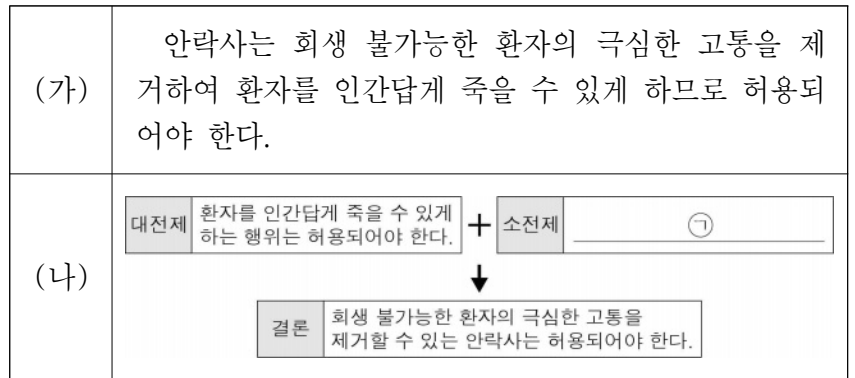 (가)
안락사는 회생 불가능한 환자의 극심한 고통을 제
거하여 환자를 인간답게 죽을 수 있게 하므로 허용되
어야 한다.
(나)
대전제
환자를 인간답게 죽을 수 있게
하는 행위는 허용되어야 한다.
+
소전제
㉠
결론
회생 불가능한 환자의 극심한 고통을
제거할 수 있는 안락사는 허용되어야 한다.